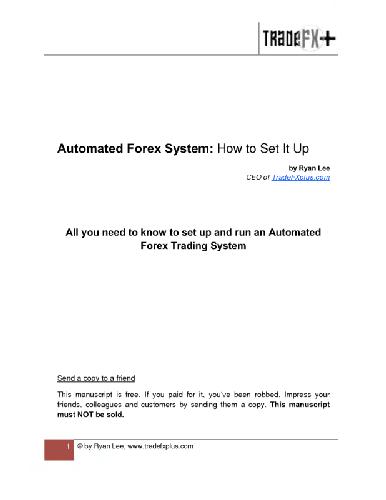 TRADEFX+
Automated Forex System: How to Set It Up
by Ryan Lee
CEO of TradeFXplus.com
All you need to know to set up and run an Automated
Forex Trading System
Send a copy to a friend
This manuscript is free. If you paid for it, you've been robbed. Impress your
friends, colleagues and customers by sending them a copy. This manuscript
must NOT be sold.
1 © by Ryan Lee, www.tradefxplus.com